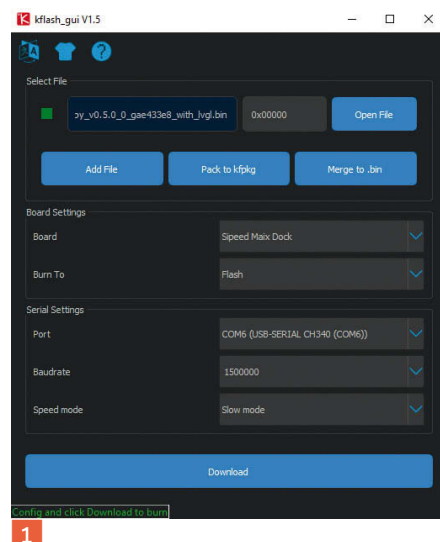 kflash_gui V1.5
Select File
py_v0.5.0_0_gae433e8_with_lvgl.bin 0x00000 Open File
Add File Pack to kfpkg Merge to .bin
Board Settings
Board Sipeed Maix Dock
Burn To Flash
Serial Settings
Port COM6 (USB-SERIAL CH340 (COM6))
Baudrate 1500000
Speed mode Slow mode
Download
Config and click Download to burn
1